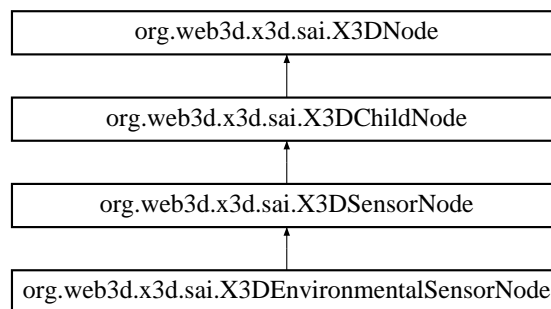 org.web3d.x3d.sai.X3DNode
org.web3d.x3d.sai.X3DChildNode
org.web3d.x3d.sai.X3DSensorNode
org.web3d.x3d.sai.X3DEnvironmentalSensorNode